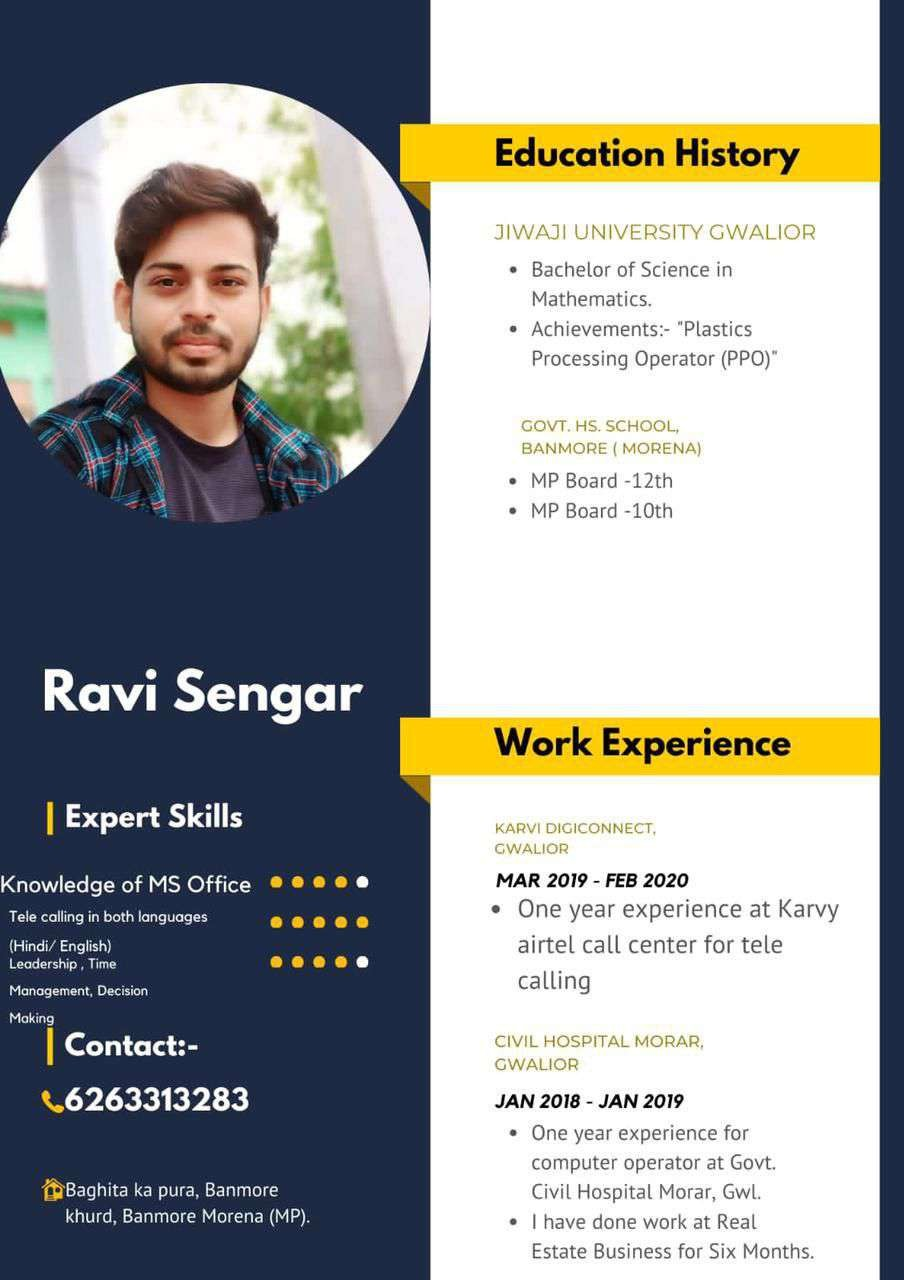 Ravi Sengar
Expert Skills
Knowledge of MS Office
Tele calling in both languages
(Hindi/ English)
Leadership , Time
Management, Decision
Making
Contact:-
6263313283
Baghita ka pura, Banmore
khurd, Banmore Morena (MP).
Education History
JIWAJI UNIVERSITY GWALIOR
• Bachelor of Science in
Mathematics.
• Achievements:- "Plastics
Processing Operator (PPO)"
GOVT. HS. SCHOOL,
BANMORE ( MORENA)
• MP Board -12th
• MP Board -10th
Work Experience
KARVI DIGICONNECT,
GWALIOR
MAR 2019 - FEB 2020
• One year experience at Karvy
airtel call center for tele
calling
CIVIL HOSPITAL MORAR,
GWALIOR
JAN 2018 - JAN 2019
• One year experience for
computer operator at Govt.
Civil Hospital Morar, Gwl.
• I have done work at Real
Estate Business for Six Months.